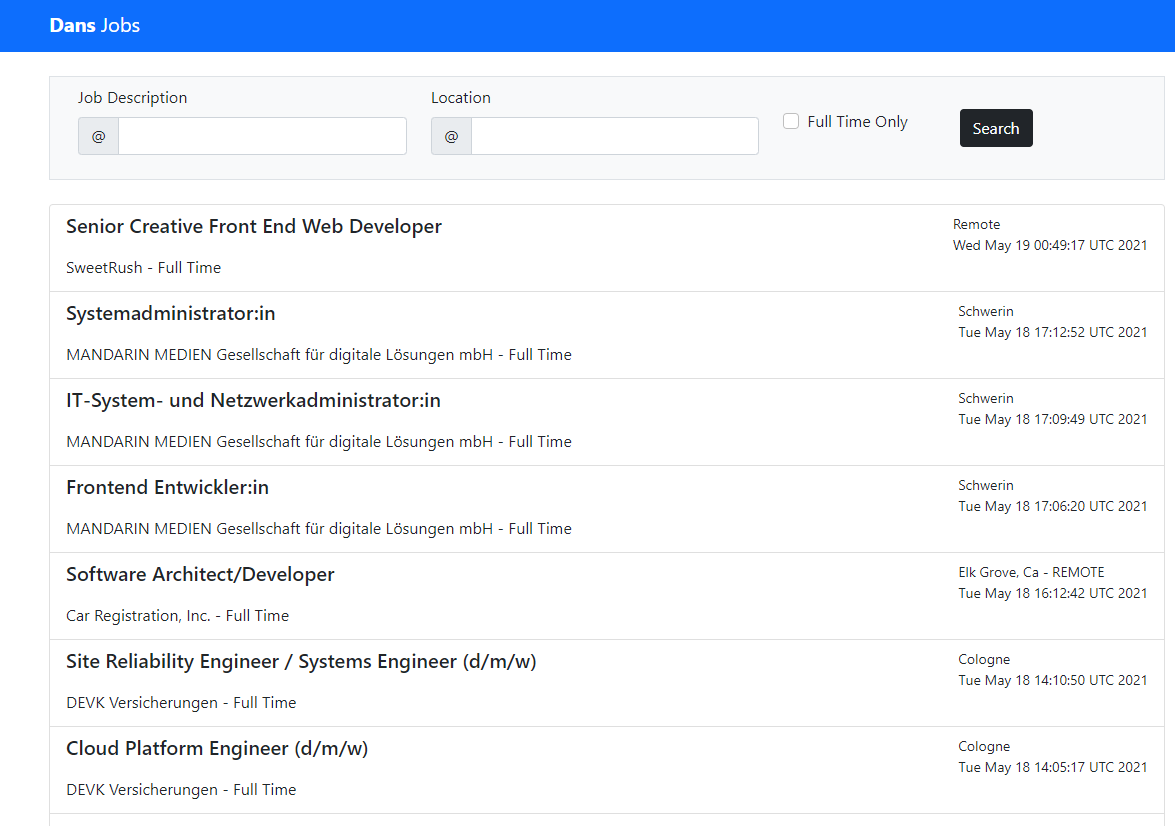 Dans Jobs
Job Description
Location
@
@
Full Time Only
Search
Senior Creative Front End Web Developer
Remote
Wed May 19 00:49:17 UTC 2021
SweetRush - Full Time
Systemadministrator:in
Schwerin
Tue May 18 17:12:52 UTC 2021
MANDARIN MEDIEN Gesellschaft für digitale Lösungen mbH - Full Time
IT-System- und Netzwerkadministrator:in
Schwerin
Tue May 18 17:09:49 UTC 2021
MANDARIN MEDIEN Gesellschaft für digitale Lösungen mbH - Full Time
Frontend Entwickler:in
Schwerin
Tue May 18 17:06:20 UTC 2021
MANDARIN MEDIEN Gesellschaft für digitale Lösungen mbH - Full Time
Software Architect/Developer
Elk Grove, Ca - REMOTE
Tue May 18 16:12:42 UTC 2021
Car Registration, Inc. - Full Time
Site Reliability Engineer / Systems Engineer (d/m/w)
Cologne
Tue May 18 14:10:50 UTC 2021
DEVK Versicherungen - Full Time
Cloud Platform Engineer (d/m/w)
Cologne
Tue May 18 14:05:17 UTC 2021
DEVK Versicherungen - Full Time